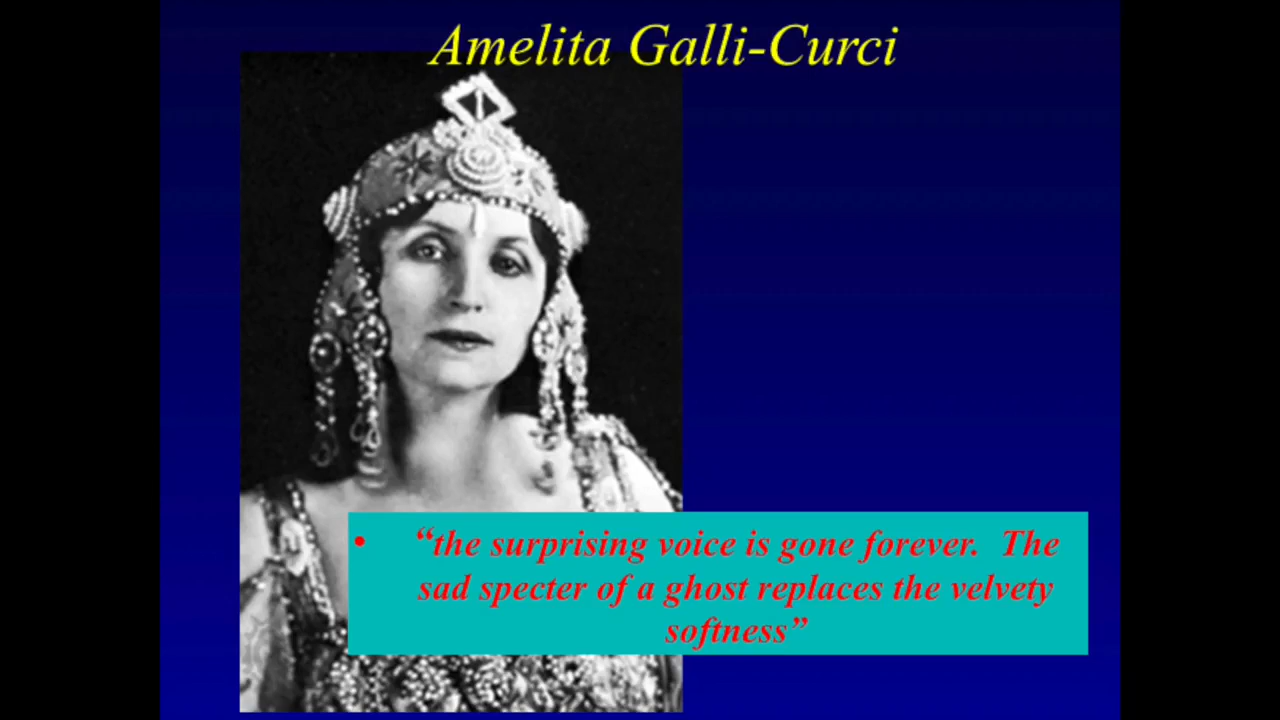 Amelita Galli-Curci
• “the surprising voice is gone forever. The
sad specter of a ghost replaces the velvety
softness”